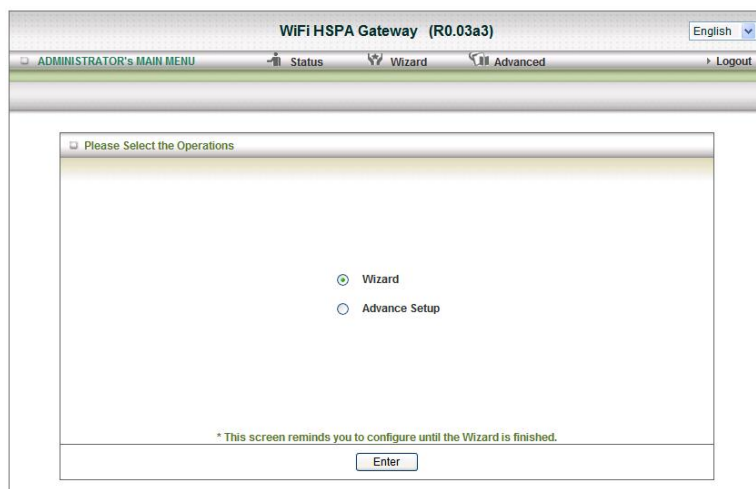 WiFi HSPA Gateway (R0.03a3)
English
ADMINISTRATOR's MAIN MENU Status Wizard Advanced Logout
Please Select the Operations
Wizard
Advance Setup
* This screen reminds you to configure until the Wizard is finished.
Enter